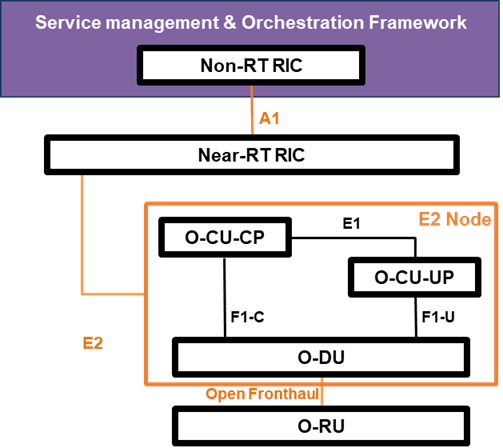 Service management & Orchestration Framework
Non-RT RIC
A1
Near-RT RIC
E2 Node
E1
O-CU-CP
O-CU-UP
F1-C
F1-U
E2
O-DU
Open Fronthaul
O-RU